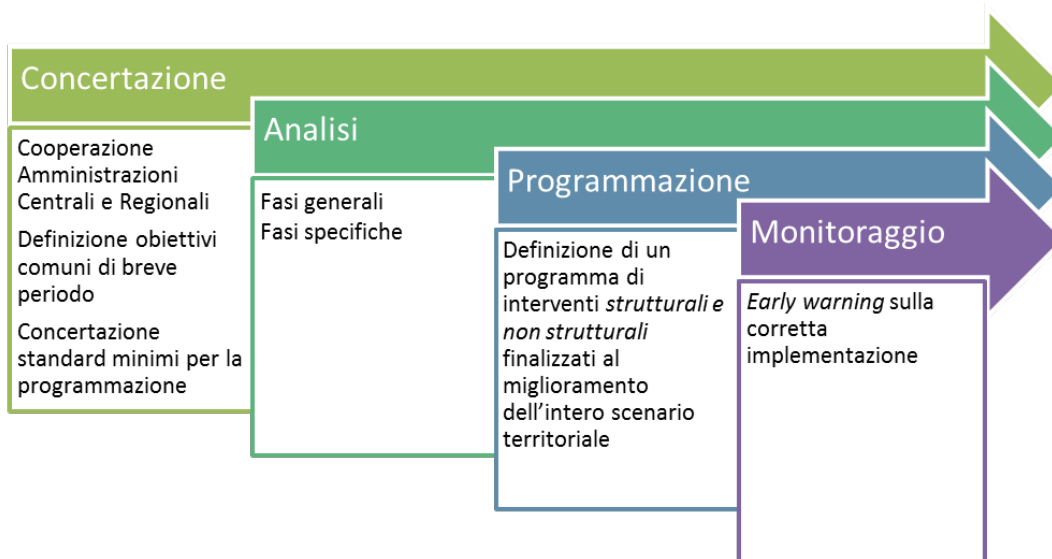 Concertazione
Cooperazione
Amministrazioni
Centrali e Regionali
Definizione obiettivi
comuni di breve
periodo
Concertazione
standard minimi per la
programmazione
Analisi
Fasi generali
Fasi specifiche
Programmazione
Definizione di un
programma di
interventi strutturali e
non strutturali
finalizzati al
miglioramento
dell’intero scenario
territoriale
Monitoraggio
Early warning sulla
corretta
implementazione